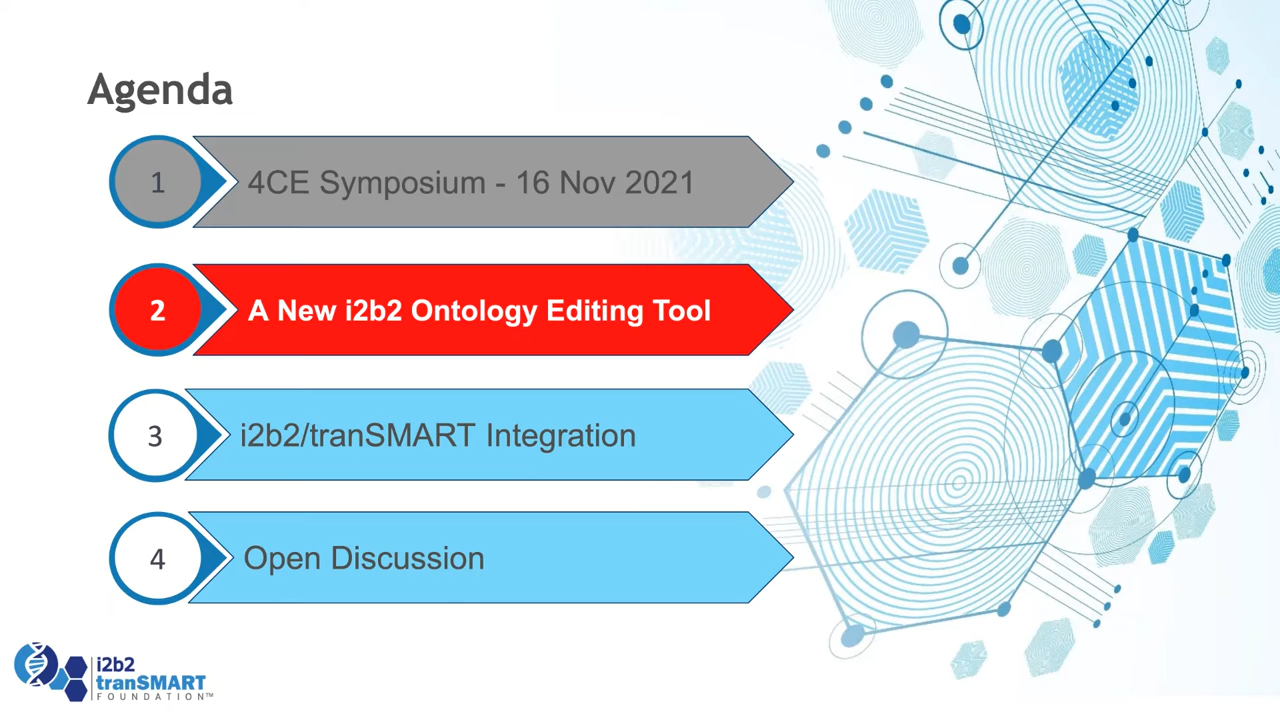 Agenda
1
4CE Symposium - 16 Nov 2021
2
A New i2b2 Ontology Editing Tool
3
i2b2/tranSMART Integration
4
Open Discussion
i2b2
tranSMART
FOUNDATION™